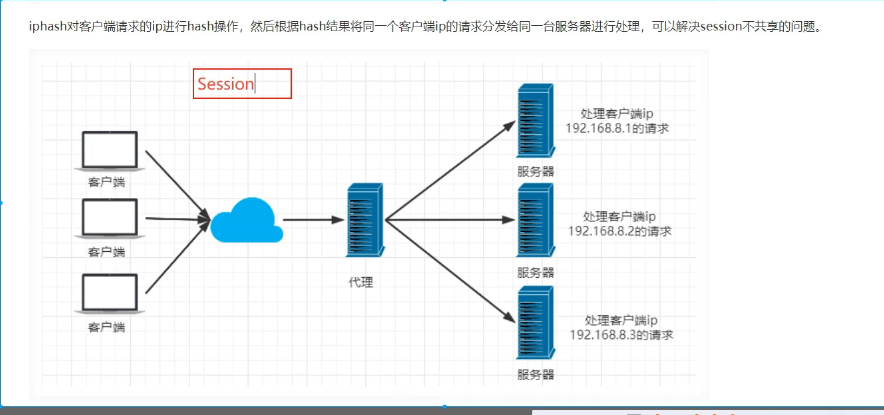 iphash对客户端请求的ip进行hash操作，然后根据hash结果将同一个客户端ip的请求分发给同一台服务器进行处理，可以解决session不共享的问题。
Session
客户端
客户端
客户端
代理
处理客户端ip
192.168.8.1的请求
服务器
处理客户端ip
192.168.8.2的请求
服务器
处理客户端ip
192.168.8.3的请求
服务器